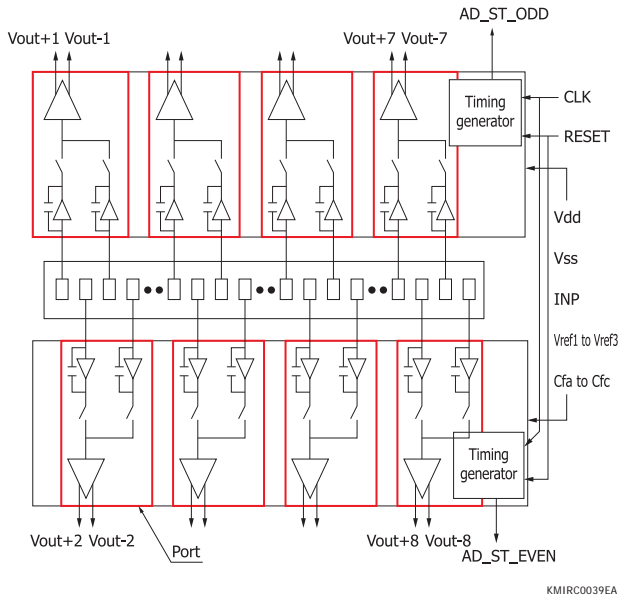 AD_ST_ODD
Vout+1 Vout-1
Vout+7 Vout-7
Timing
generator
CLK
RESET
Vdd
Vss
INP
Vref1 to Vref3
Cfa to Cfc
Timing
generator
Vout+2 Vout-2
Port
Vout+8 Vout-8
AD_ST_EVEN
KMIRC0039EA